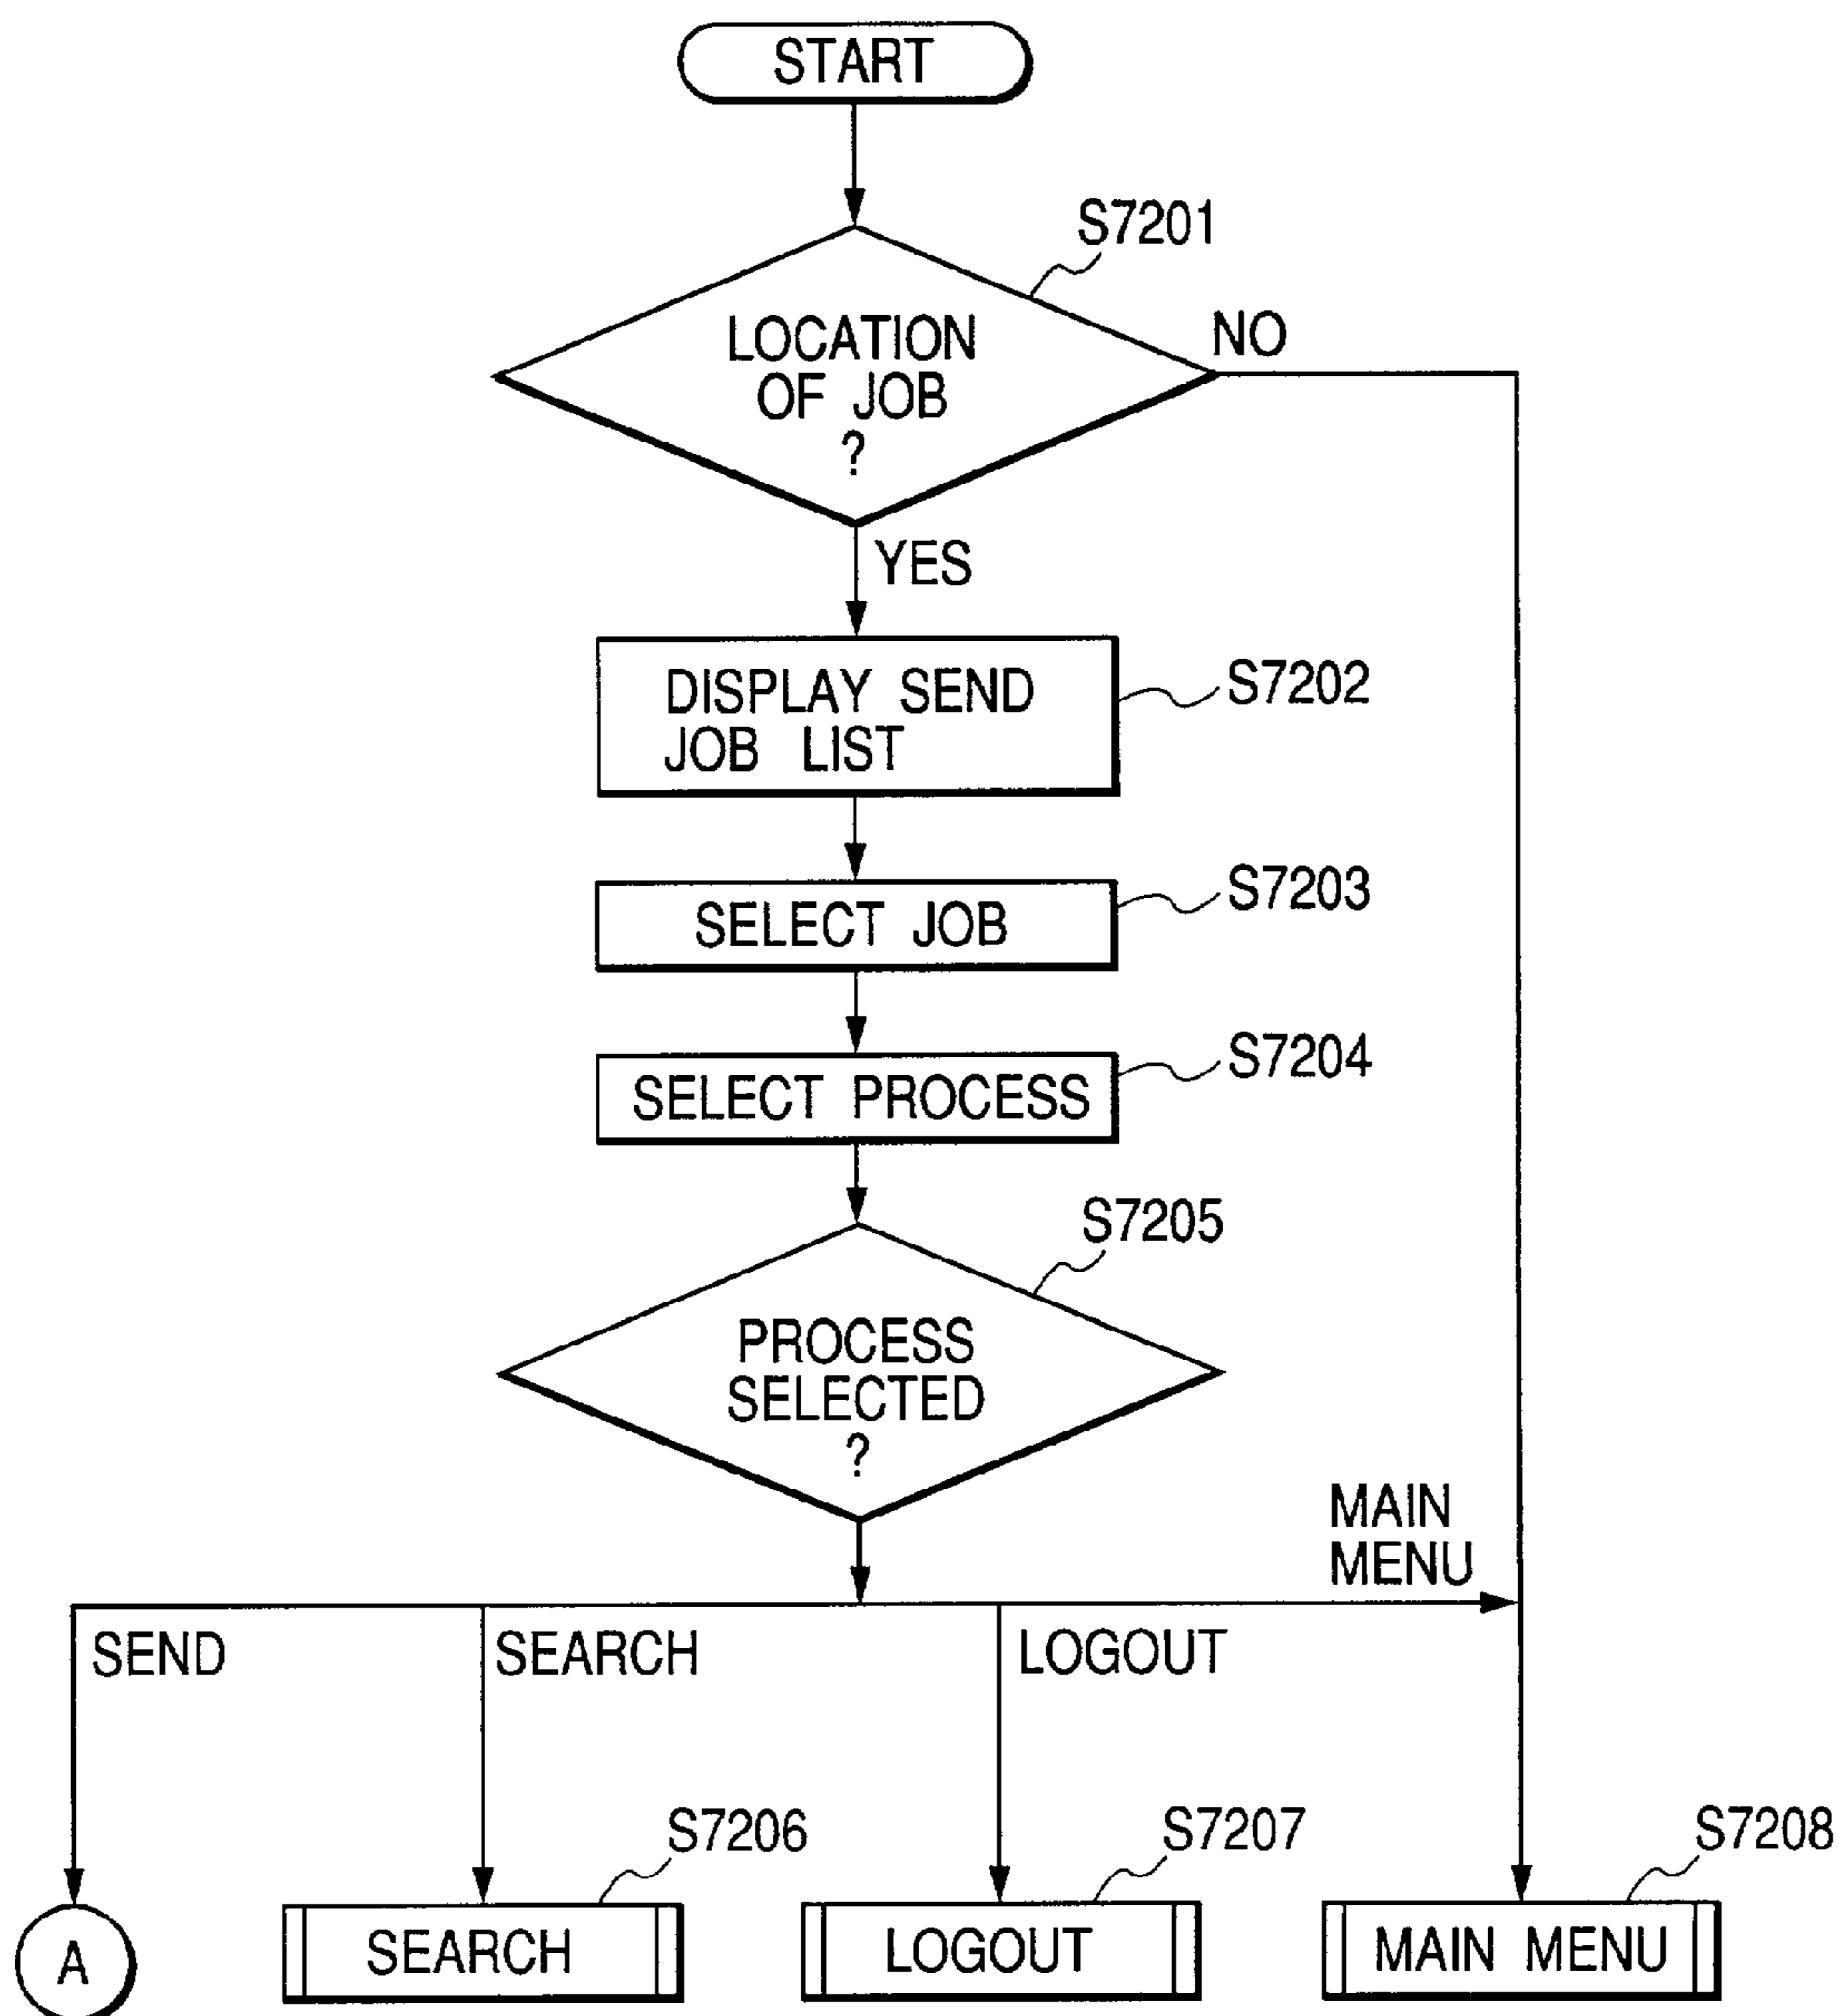 START
S7201
LOCATION
OF JOB
?
NO
YES
DISPLAY SEND
JOB LIST
S7202
SELECT JOB
S7203
SELECT PROCESS
S7204
S7205
PROCESS
SELECTED
?
MAIN
MENU
SEND
SEARCH
LOGOUT
S7206
S7207
S7208
A
SEARCH
LOGOUT
MAIN MENU